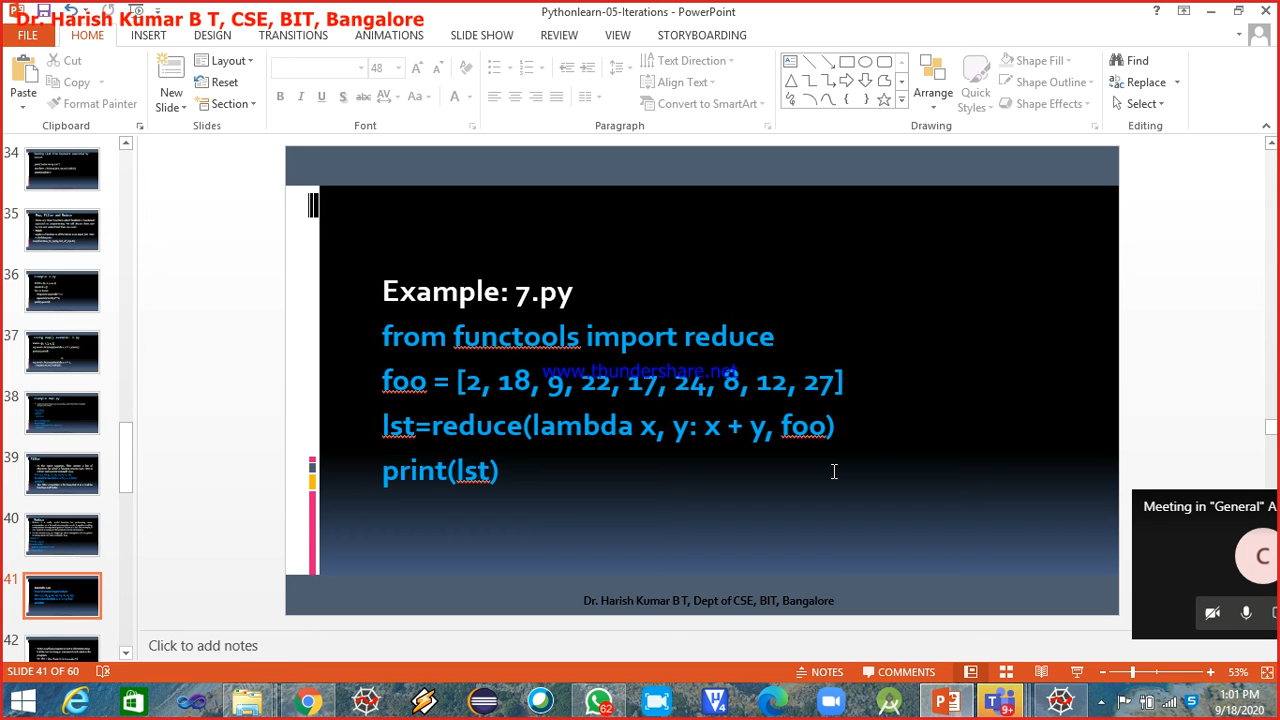 Dr. Harish Kumar B T, CSE, BIT, Bangalore
Pythonlearn-05-Iterations - PowerPoint
FILE HOME INSERT DESIGN TRANSITIONS ANIMATIONS SLIDE SHOW REVIEW VIEW STORYBOARDING
Paste
Cut
Copy
Format Painter
Clipboard
New
Slide
Layout
Reset
Section
Slides
48
B I U S abc AV Aa A
Font
Text Direction
Align Text
Convert to SmartArt
Paragraph
Arrange
Quick
Styles
Shape Fill
Shape Outline
Shape Effects
Drawing
Find
Replace
Select
Editing
34
35
36
37
38
39
40
41
42
Example: 7.py
from functools import reduce
www.thundershare.net
foo = [2, 18, 9, 22, 17, 24, 8, 12, 27]
lst=reduce(lambda x, y: x + y, foo)
print(lst)
Dr. Harish Kumar B T, Dept of CSE, BIT, Bangalore
Meeting in "General" A
C
Click to add notes
SLIDE 41 OF 60
NOTES
COMMENTS
53%
62
9+
1:01 PM
9/18/2020